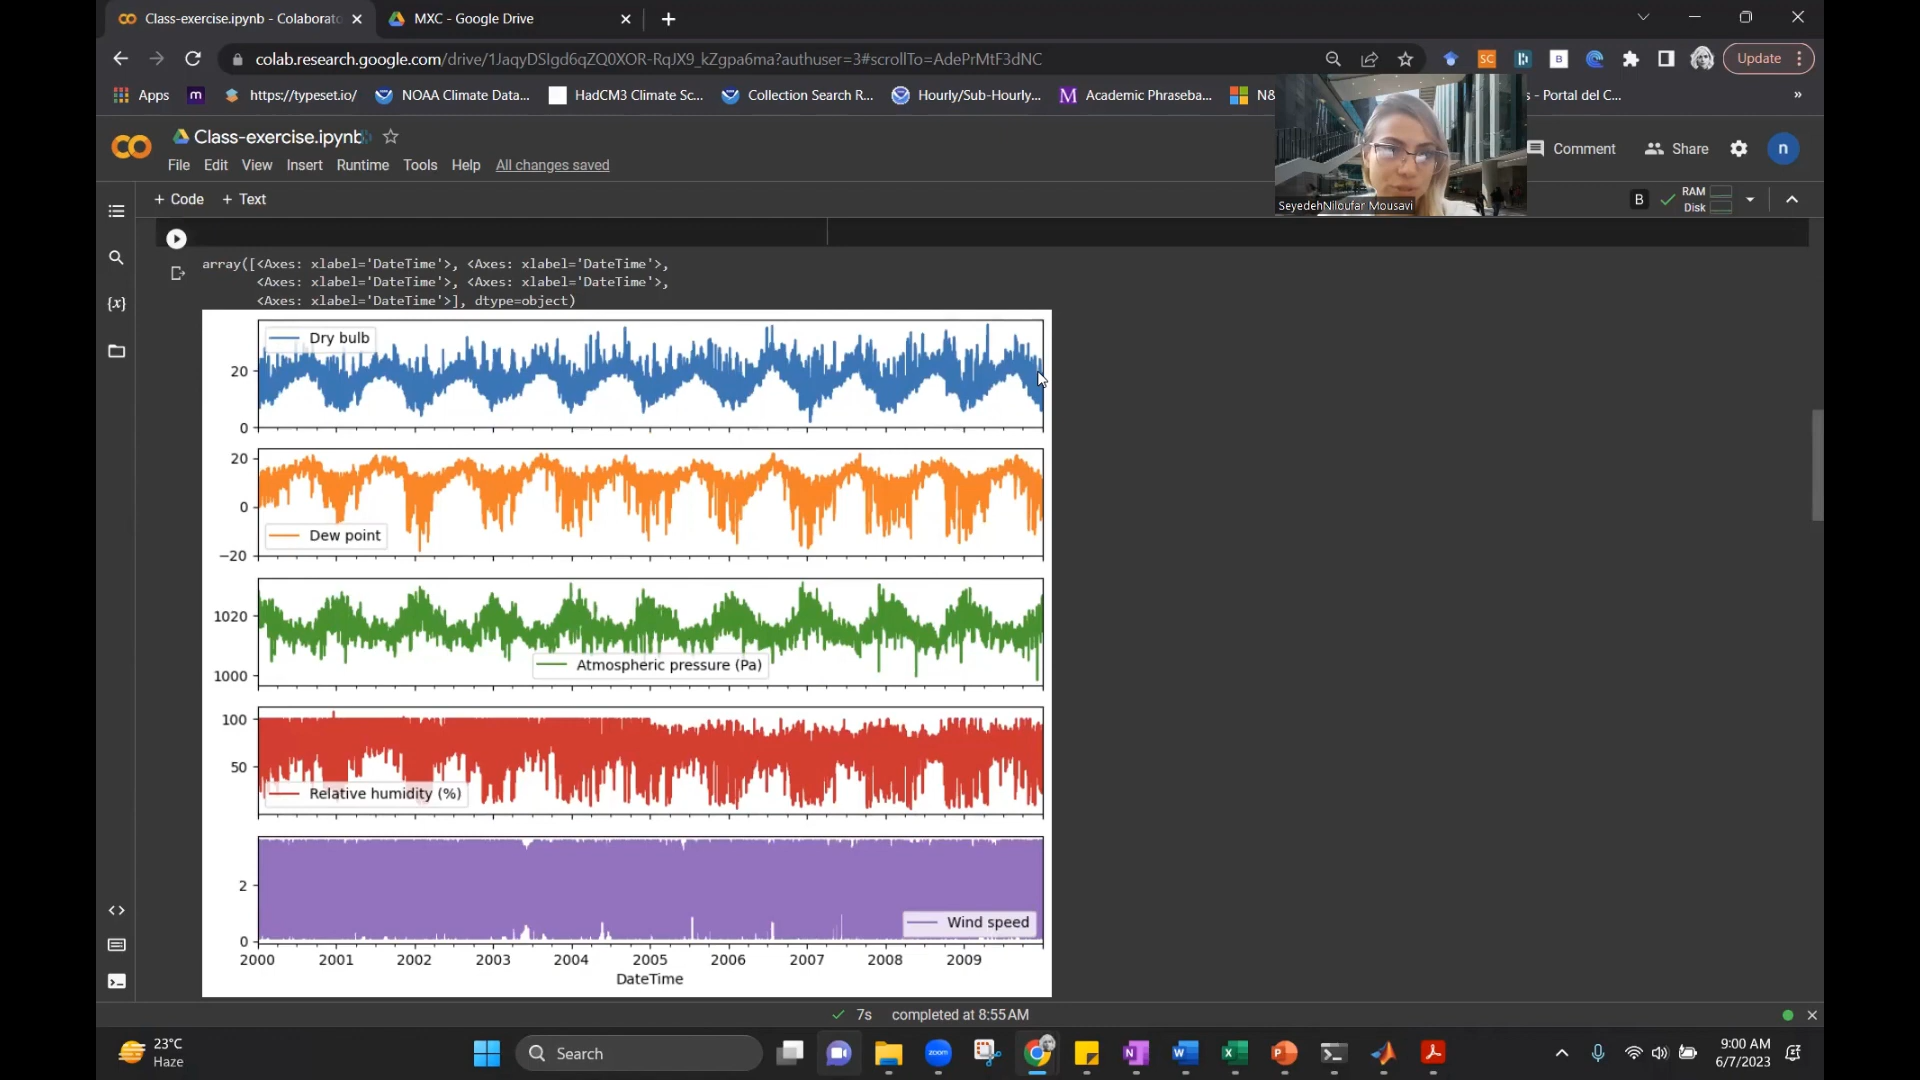 Class-exercise.ipynb - Colaborato
MXC - Google Drive
colab.research.google.com/drive/1JaqyDSIgd6qZQ0XOR-RqJX9_kZgpa6ma?authuser=3#scrollTo=AdePrMtF3dNC
Update
Apps
https://typeset.io/
NOAA Climate Data...
HadCM3 Climate Sc...
Collection Search R...
Hourly/Sub-Hourly...
Academic Phraseba...
N&
s - Portal del C...
»
Class-exercise.ipynb
File Edit View Insert Runtime Tools Help All changes saved
Comment
Share
n
SeyedehNiloufar Mousavi
+ Code + Text
B
RAM
Disk
array([<Axes: xlabel='DateTime'>, <Axes: xlabel='DateTime'>,
<Axes: xlabel='DateTime'>, <Axes: xlabel='DateTime'>,
<Axes: xlabel='DateTime'>], dtype=object)
Dry bulb
20
0
20
0
−20
Dew point
1020
1000
Atmospheric pressure (Pa)
100
50
Relative humidity (%)
2
0
Wind speed
2000 2001 2002 2003 2004 2005 2006 2007 2008 2009
DateTime
7s completed at 8:55 AM
23°C
Haze
Search
zoom
9:00 AM
6/7/2023